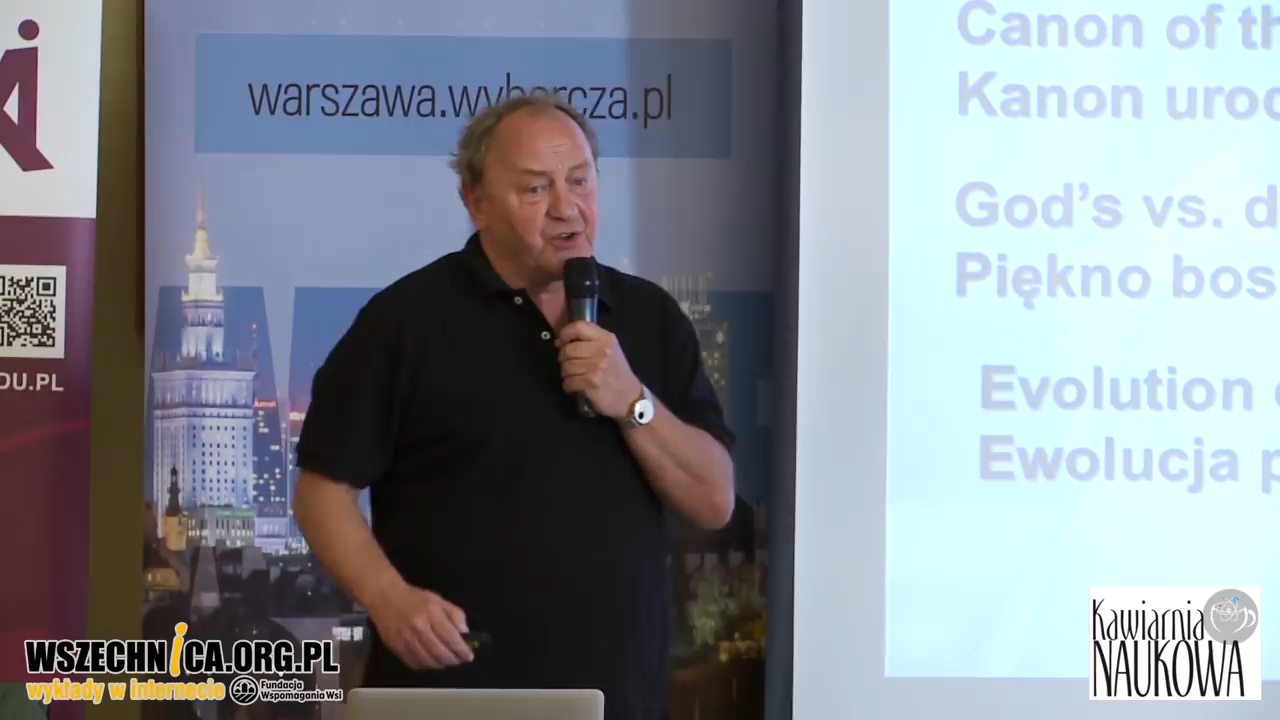 warszawa.wyborcza.pl
DU.PL
Canon of th
Kanon uroc
God's vs. d
Piękno bos
Evolution
Ewolucja p
WSZECHNICA.ORG.PL
wykłady w internecie
Fundacja
Wspomagania Wsi
Kawiarnia
NAUKOWA